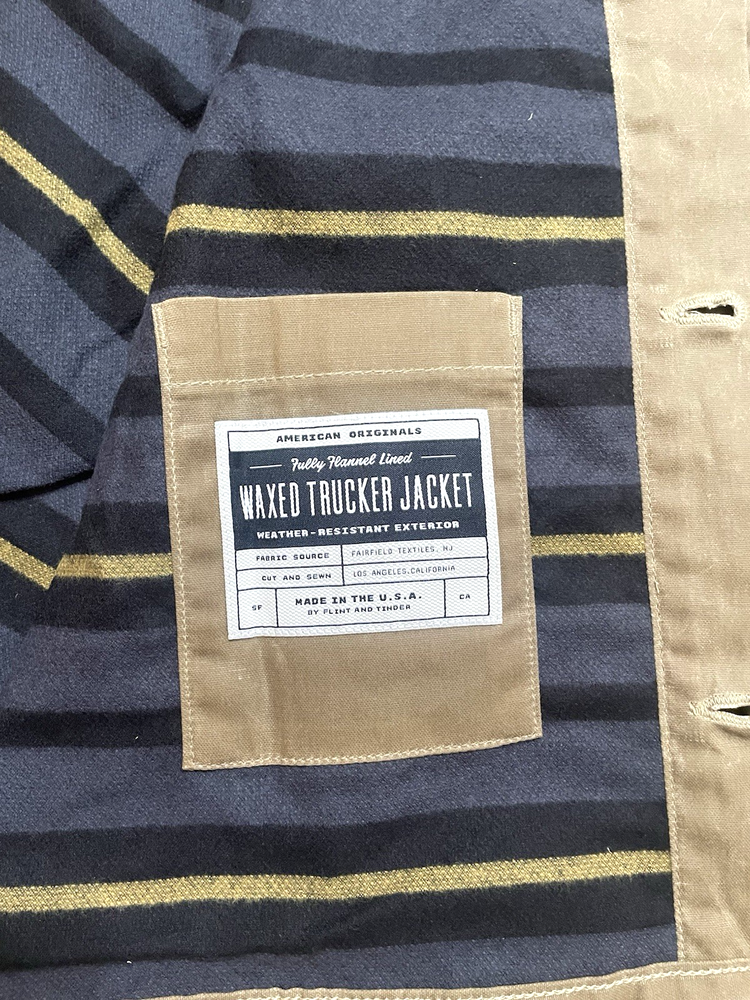 AMERICAN ORIGINALS
Fully Flannel Lined
WAXED TRUCKER JACKET
WEATHER-RESISTANT EXTERIOR
FABRIC SOURCE FAIRFIELD TEXTILES, NJ
CUT AND SEWN LOS ANGELES, CALIFORNIA
SF MADE IN THE U.S.A. CA
BY FLINT AND TINDER